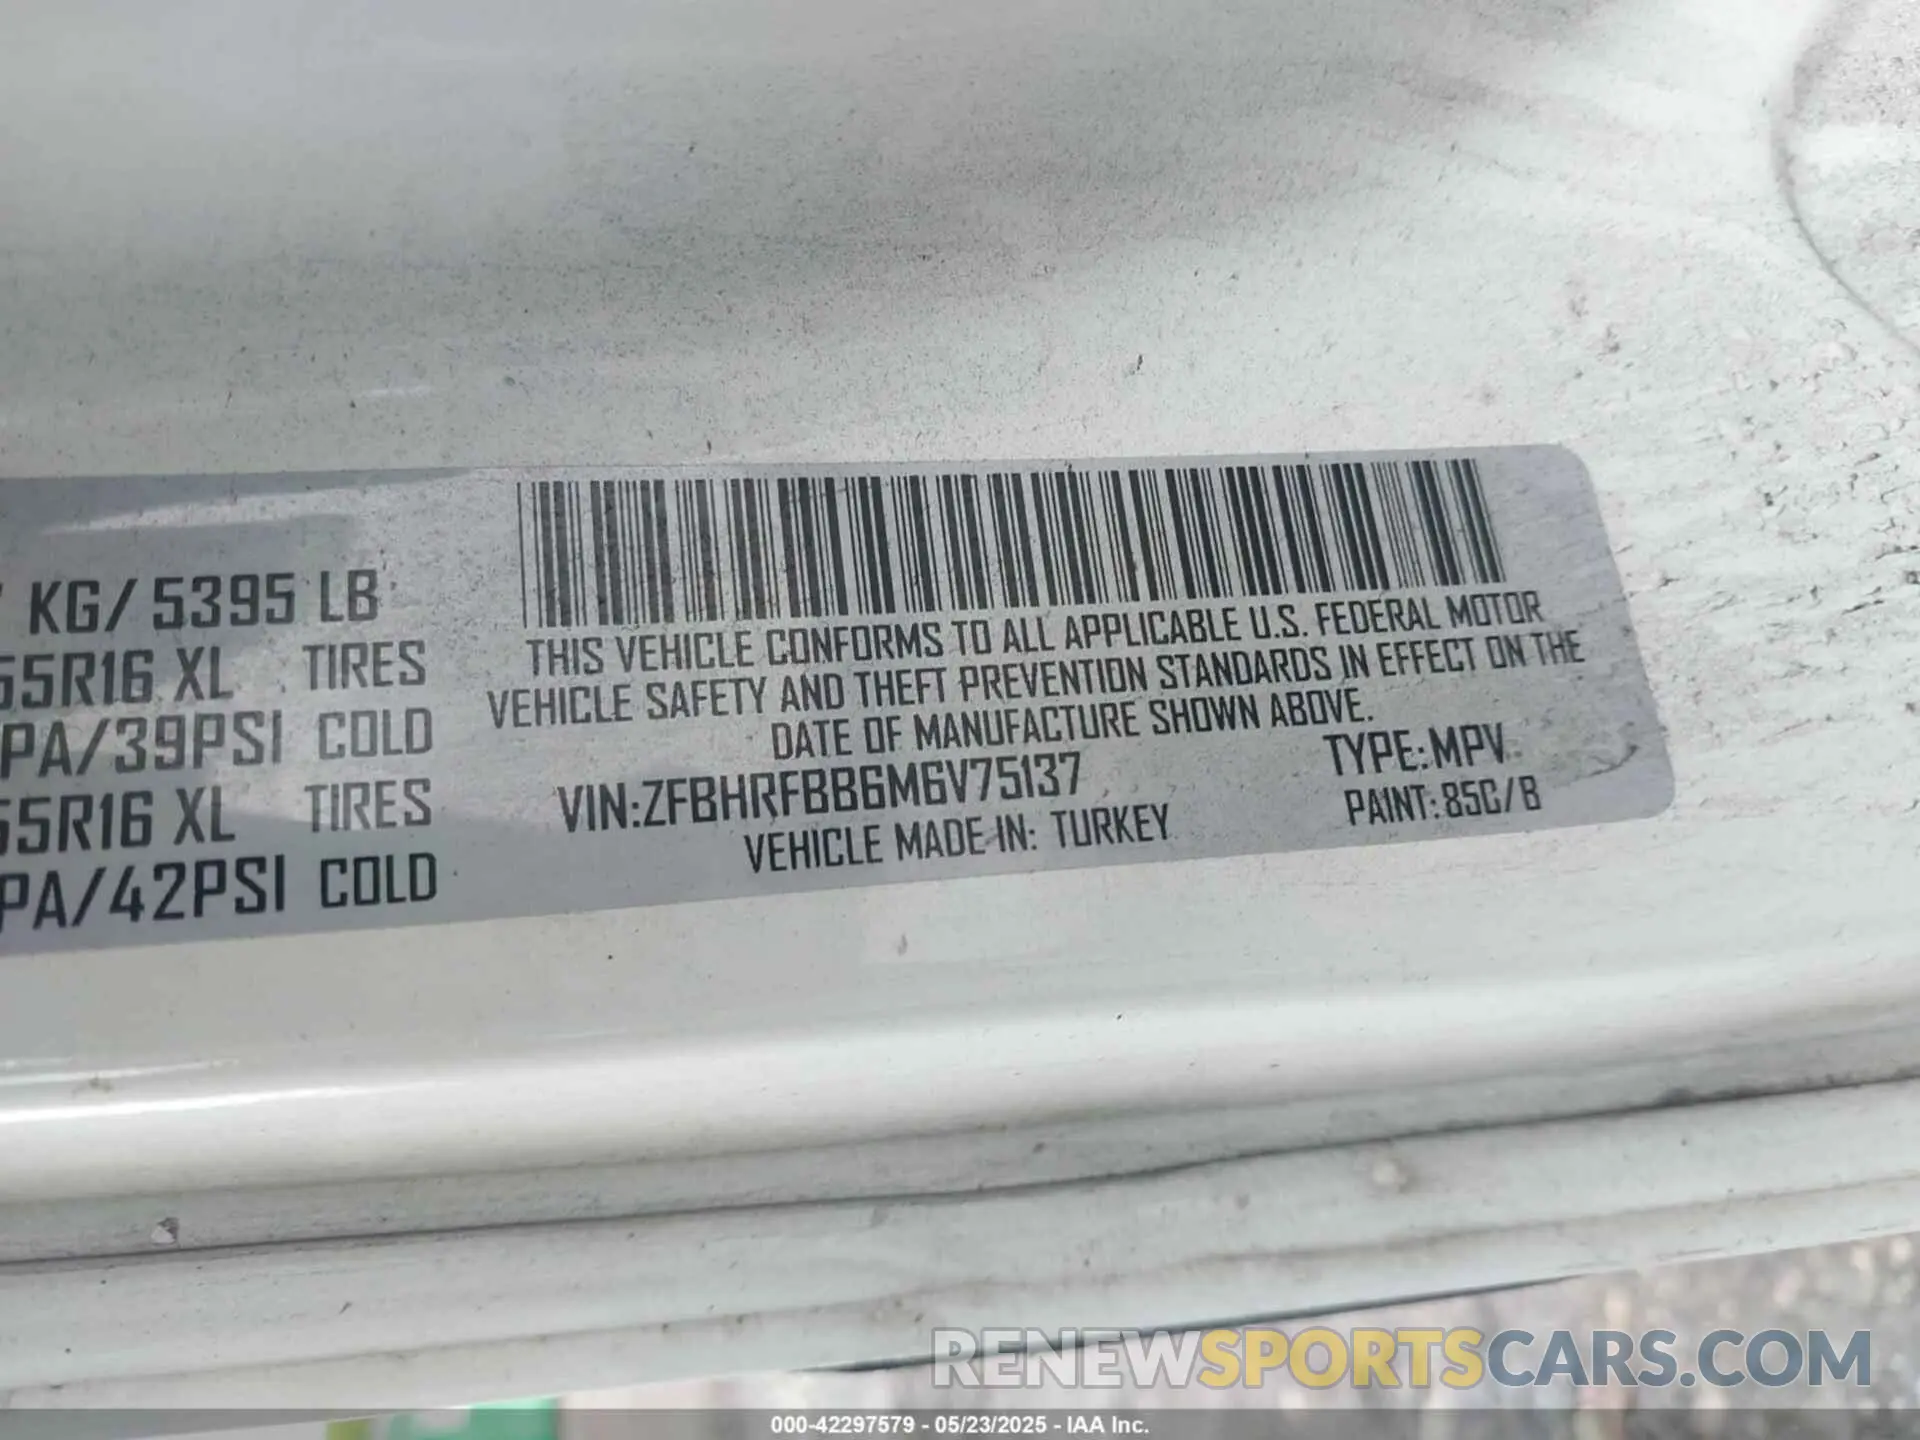 KG/ 5395 LB
55R16 XL TIRES
PA/39PSI COLD
55R16 XL TIRES
PA/42PSI COLD
THIS VEHICLE CONFORMS TO ALL APPLICABLE U.S. FEDERAL MOTOR
VEHICLE SAFETY AND THEFT PREVENTION STANDARDS IN EFFECT ON THE
DATE OF MANUFACTURE SHOWN ABOVE.
VIN:ZFBHRFBB6M6V75137 TYPE:MPV
VEHICLE MADE IN: TURKEY PAINT:85C/B
RENEWSPORTSCARS.COM
000-42297579 - 05/23/2025 - IAA Inc.